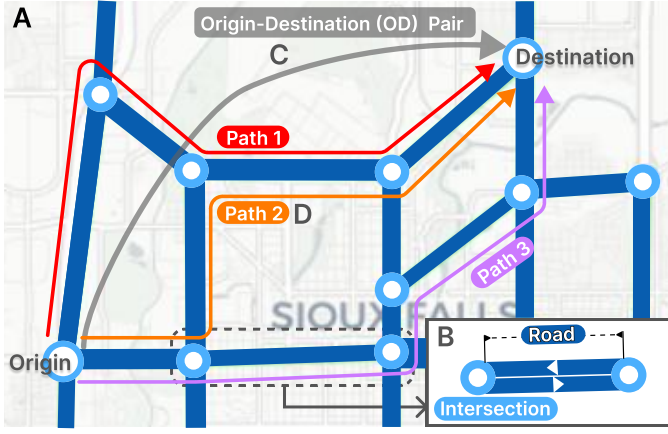 A
Origin-Destination (OD) Pair
C
Destination
Path 1
Path 2 D
Path 3
SIOUX FALLS
B
Road
Origin
Intersection